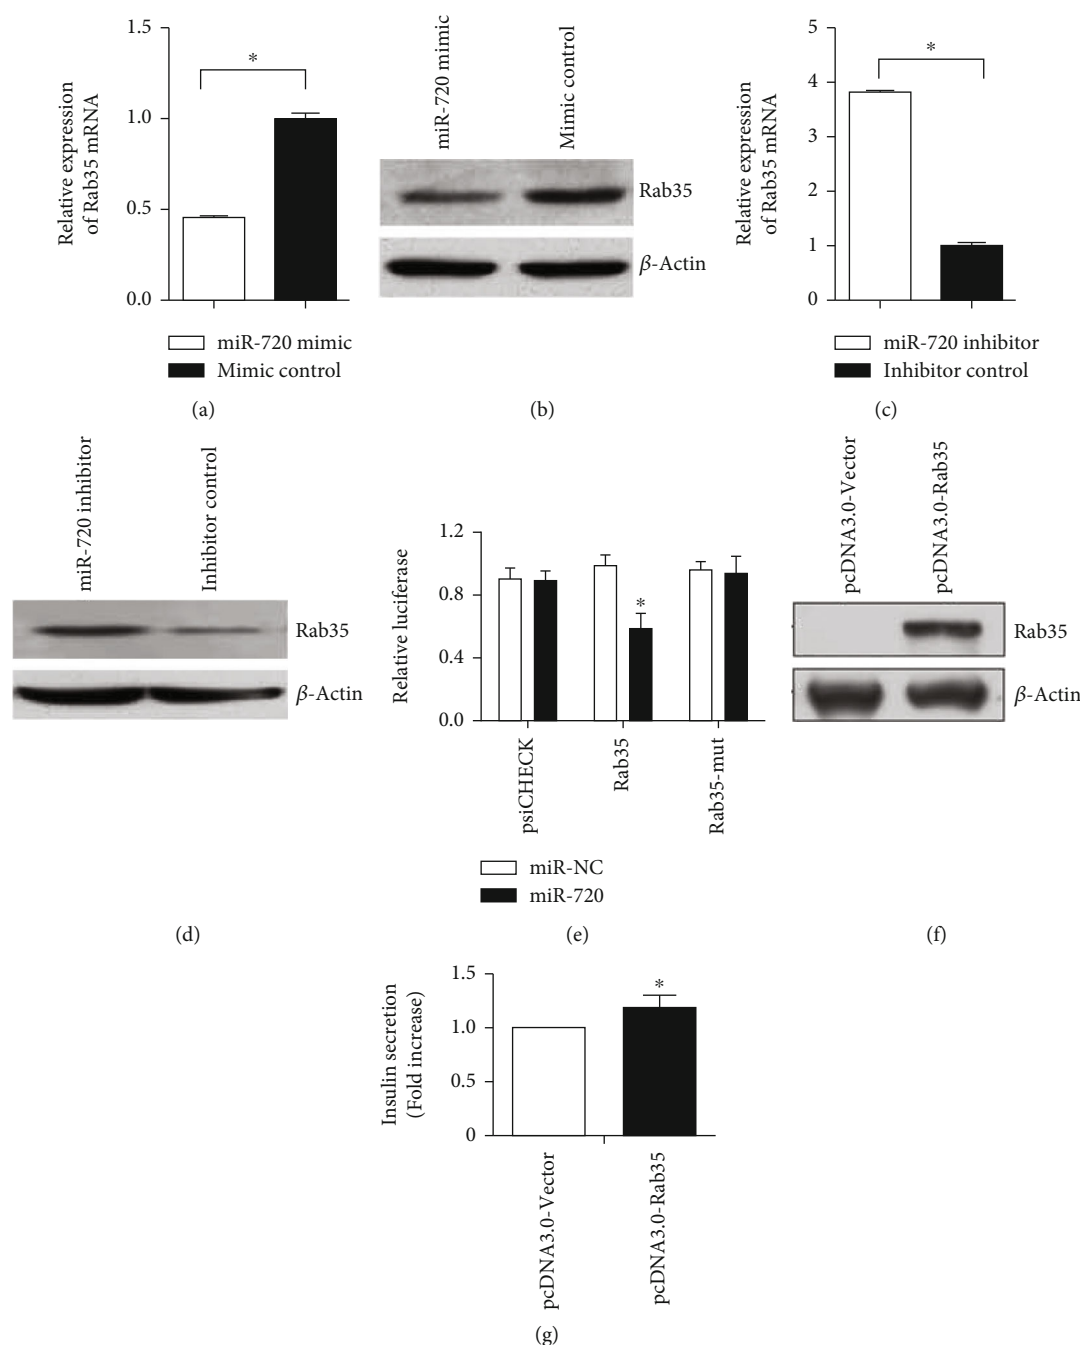 Relative expression
of Rab35 mRNA
1.5
1.0
0.5
0.0
*
miR-720 mimic
Mimic control
(a)
miR-720 mimic
Mimic control
Rab35
β-Actin
(b)
Relative expression
of Rab35 mRNA
5
4
3
2
1
0
*
miR-720 inhibitor
Inhibitor control
(c)
miR-720 inhibitor
Inhibitor control
Rab35
β-Actin
(d)
Relative luciferase
1.2
0.8
0.4
0.0
*
psiCHECK
Rab35
Rab35-mut
miR-NC
miR-720
(e)
pcDNA3.0-Vector
pcDNA3.0-Rab35
Rab35
β-Actin
(f)
Insulin secretion
(Fold increase)
1.5
1.0
0.5
0
*
pcDNA3.0-Vector
pcDNA3.0-Rab35
(g)